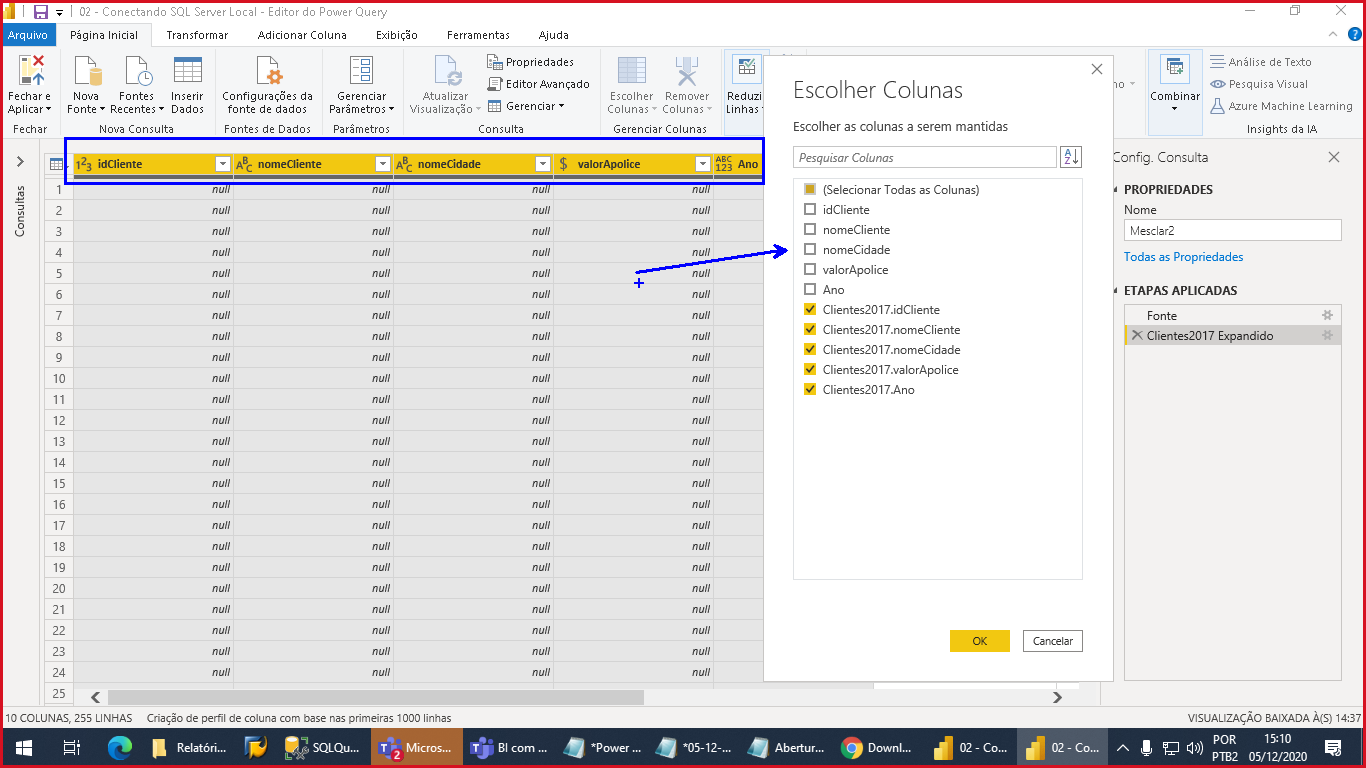 02 - Conectando SQL Server Local - Editor do Power Query
Arquivo Página Inicial Transformar Adicionar Coluna Exibição Ferramentas Ajuda
Fechar e Aplicar
Fechar
Nova Fonte
Fontes Recentes
Inserir Dados
Nova Consulta
Configurações da fonte de dados
Fontes de Dados
Gerenciar Parâmetros
Parâmetros
Atualizar Visualização
Propriedades
Editor Avançado
Gerenciar
Consulta
Escolher Colunas
Remover Colunas
Gerenciar Colunas
Reduzi
Linhas
Combinar
Análise de Texto
Pesquisa Visual
Azure Machine Learning
Insights da IA
Consultas
123 idCliente ABC nomeCliente ABC nomeCidade $ valorApolice ABC 123 Ano
1 null null null null
2 null null null null
3 null null null null
4 null null null null
5 null null null null
6 null null null null
7 null null null null
8 null null null null
9 null null null null
10 null null null null
11 null null null null
12 null null null null
13 null null null null
14 null null null null
15 null null null null
16 null null null null
17 null null null null
18 null null null null
19 null null null null
20 null null null null
21 null null null null
22 null null null null
23 null null null null
24 null null null null
25
Escolher Colunas
Escolher as colunas a serem mantidas
Pesquisar Colunas
(Selecionar Todas as Colunas)
idCliente
nomeCliente
nomeCidade
valorApolice
Ano
Clientes2017.idCliente
Clientes2017.nomeCliente
Clientes2017.nomeCidade
Clientes2017.valorApolice
Clientes2017.Ano
OK Cancelar
Config. Consulta
PROPRIEDADES
Nome
Mesclar2
Todas as Propriedades
ETAPAS APLICADAS
Fonte
Clientes2017 Expandido
10 COLUNAS, 255 LINHAS Criação de perfil de coluna com base nas primeiras 1000 linhas VISUALIZAÇÃO BAIXADA À(S) 14:37
Relatóri... SQLQu... 2 Micros... BI com ... *Power ... *05-12-... Abertur... Downl... 02 - Co... 02 - Co...
POR
PTB2
15:10
05/12/2020